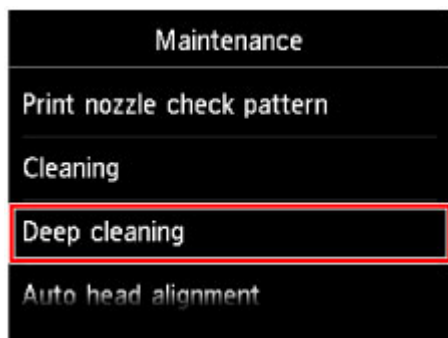 Maintenance
Print nozzle check pattern
Cleaning
Deep cleaning
Auto head alignment